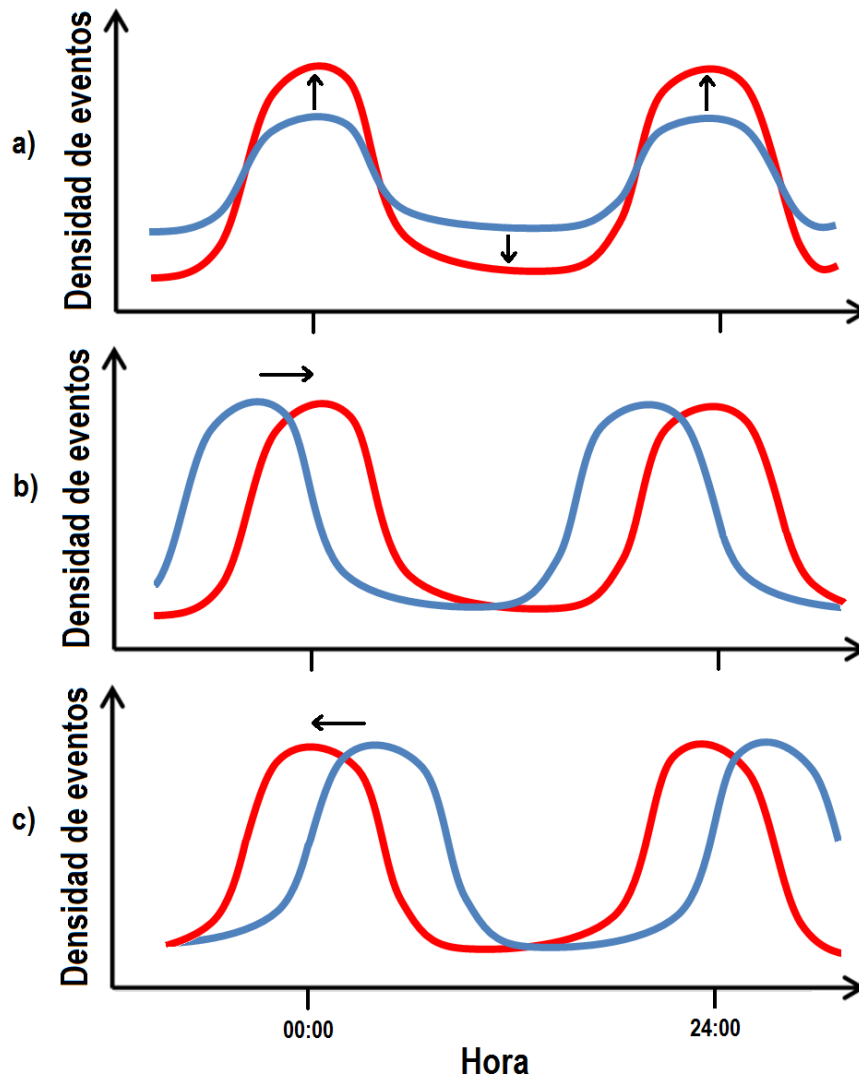 a)
Densidad de eventos
b)
Densidad de eventos
c)
Densidad de eventos
00:00
24:00
Hora